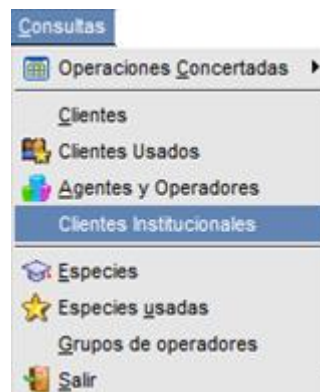 Consultas
Operaciones Concertadas
Clientes
Clientes Usados
Agentes y Operadores
Clientes Institucionales
Especies
Especies usadas
Grupos de operadores
Salir